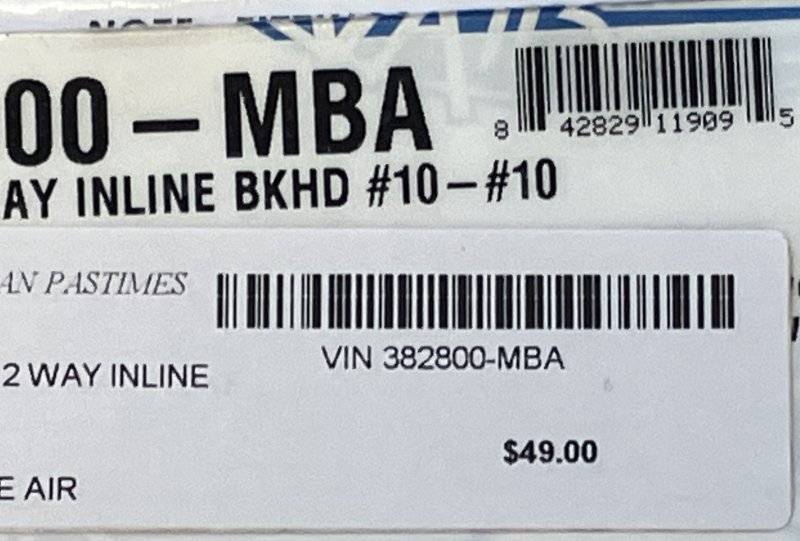 00-MBA
8 42829 11909 5
AY INLINE BKHD #10-#10
AN PASTIMES
VIN 382800-MBA
2 WAY INLINE
$49.00
E AIR